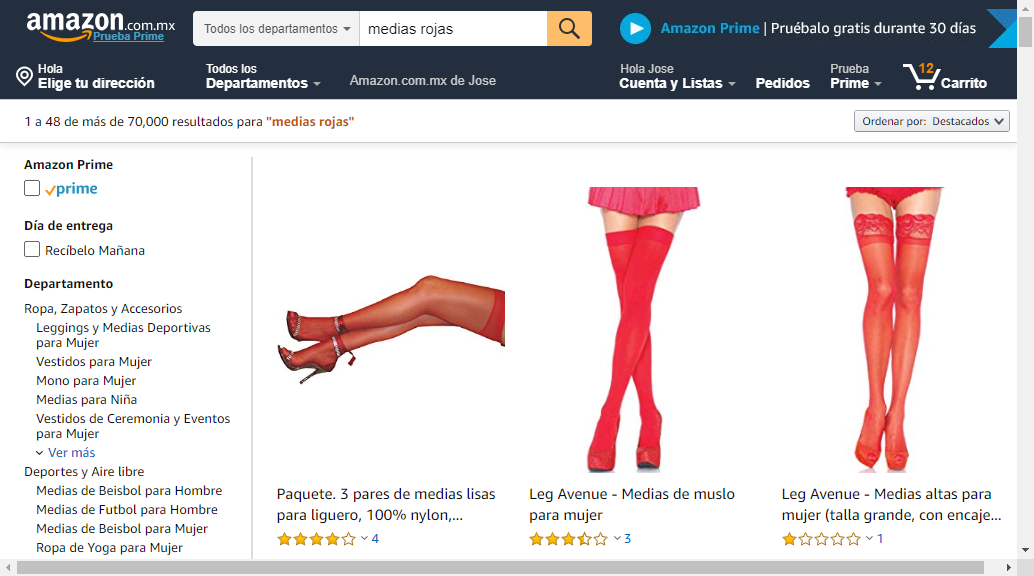 amazon.com.mx
Prueba Prime
Todos los departamentos
medias rojas
Amazon Prime | Pruébalo gratis durante 30 días
Hola
Elige tu dirección
Todos los
Departamentos
Amazon.com.mx de Jose
Hola Jose
Cuenta y Listas
Pedidos
Prueba
Prime
12
Carrito
1 a 48 de más de 70,000 resultados para "medias rojas"
Ordenar por: Destacados
Amazon Prime
prime
Día de entrega
Recíbelo Mañana
Departamento
Ropa, Zapatos y Accesorios
Leggings y Medias Deportivas
para Mujer
Vestidos para Mujer
Mono para Mujer
Medias para Niña
Vestidos de Ceremonia y Eventos
para Mujer
Ver más
Deportes y Aire libre
Medias de Beisbol para Hombre
Medias de Futbol para Hombre
Medias de Beisbol para Mujer
Ropa de Yoga para Mujer
Paquete. 3 pares de medias lisas
para liguero, 100% nylon,...
4
Leg Avenue - Medias de muslo
para mujer
3
Leg Avenue - Medias altas para
mujer (talla grande, con encaje...
1